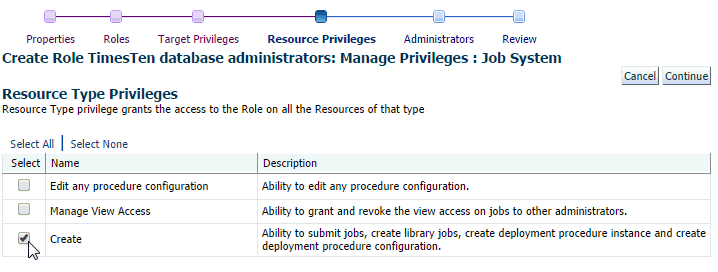 Properties Roles Target Privileges Resource Privileges Administrators Review
Create Role TimesTen database administrators: Manage Privileges : Job System
Cancel Continue
Resource Type Privileges
Resource Type privilege grants the access to the Role on all the Resources of that type
Select All Select None
Select Name Description
Edit any procedure configuration Ability to edit any procedure configuration.
Manage View Access Ability to grant and revoke the view access on jobs to other administrators.
Create Ability to submit jobs, create library jobs, create deployment procedure instance and create
deployment procedure configuration.